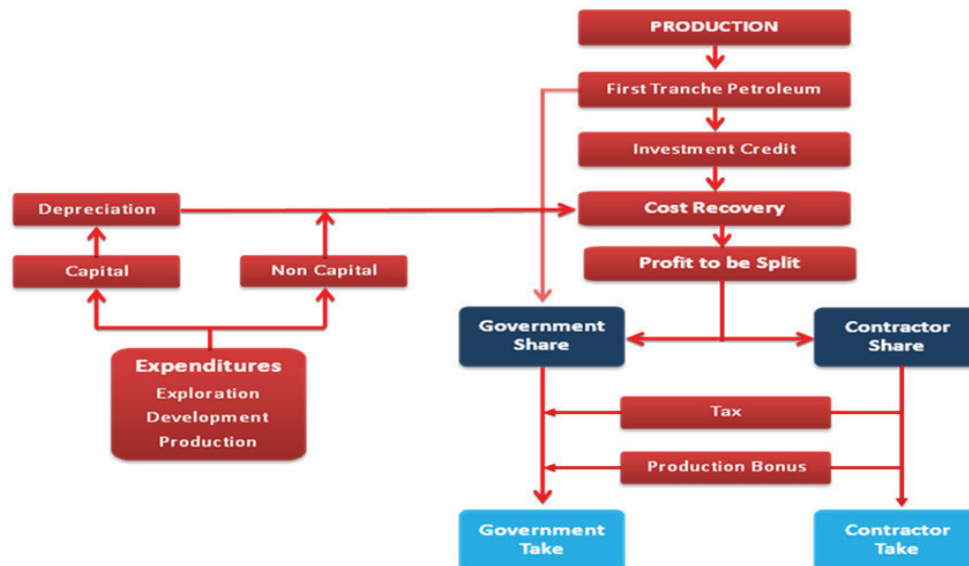 PRODUCTION
First Tranche Petroleum
Investment Credit
Depreciation
Cost Recovery
Capital
Non Capital
Profit to be Split
Government
Share
Contractor
Share
Expenditures
Exploration
Development
Production
Tax
Production Bonus
Government
Take
Contractor
Take